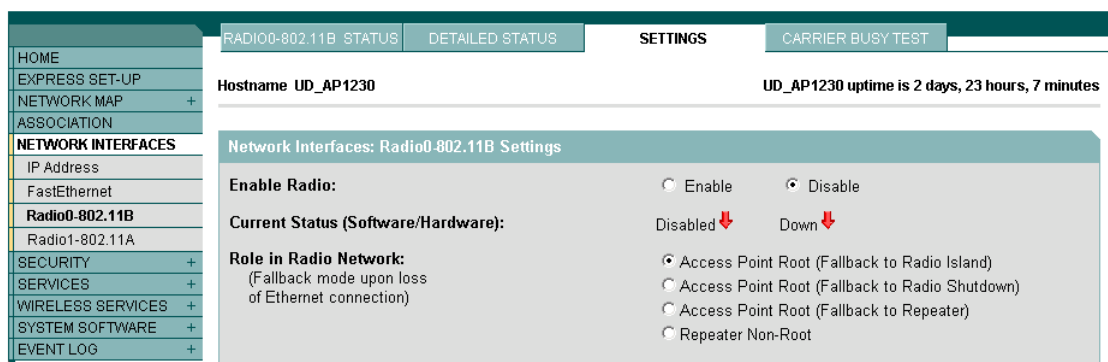 RADIO0-802.11B STATUS
DETAILED STATUS
SETTINGS
CARRIER BUSY TEST
HOME
EXPRESS SET-UP
NETWORK MAP +
ASSOCIATION
NETWORK INTERFACES
IP Address
FastEthernet
Radio0-802.11B
Radio1-802.11A
SECURITY +
SERVICES +
WIRELESS SERVICES +
SYSTEM SOFTWARE +
EVENT LOG +
Hostname UD_AP1230
UD_AP1230 uptime is 2 days, 23 hours, 7 minutes
Network Interfaces: Radio0-802.11B Settings
Enable Radio:
Enable
Disable
Current Status (Software/Hardware):
Disabled
Down
Role in Radio Network:
(Fallback mode upon loss
of Ethernet connection)
Access Point Root (Fallback to Radio Island)
Access Point Root (Fallback to Radio Shutdown)
Access Point Root (Fallback to Repeater)
Repeater Non-Root